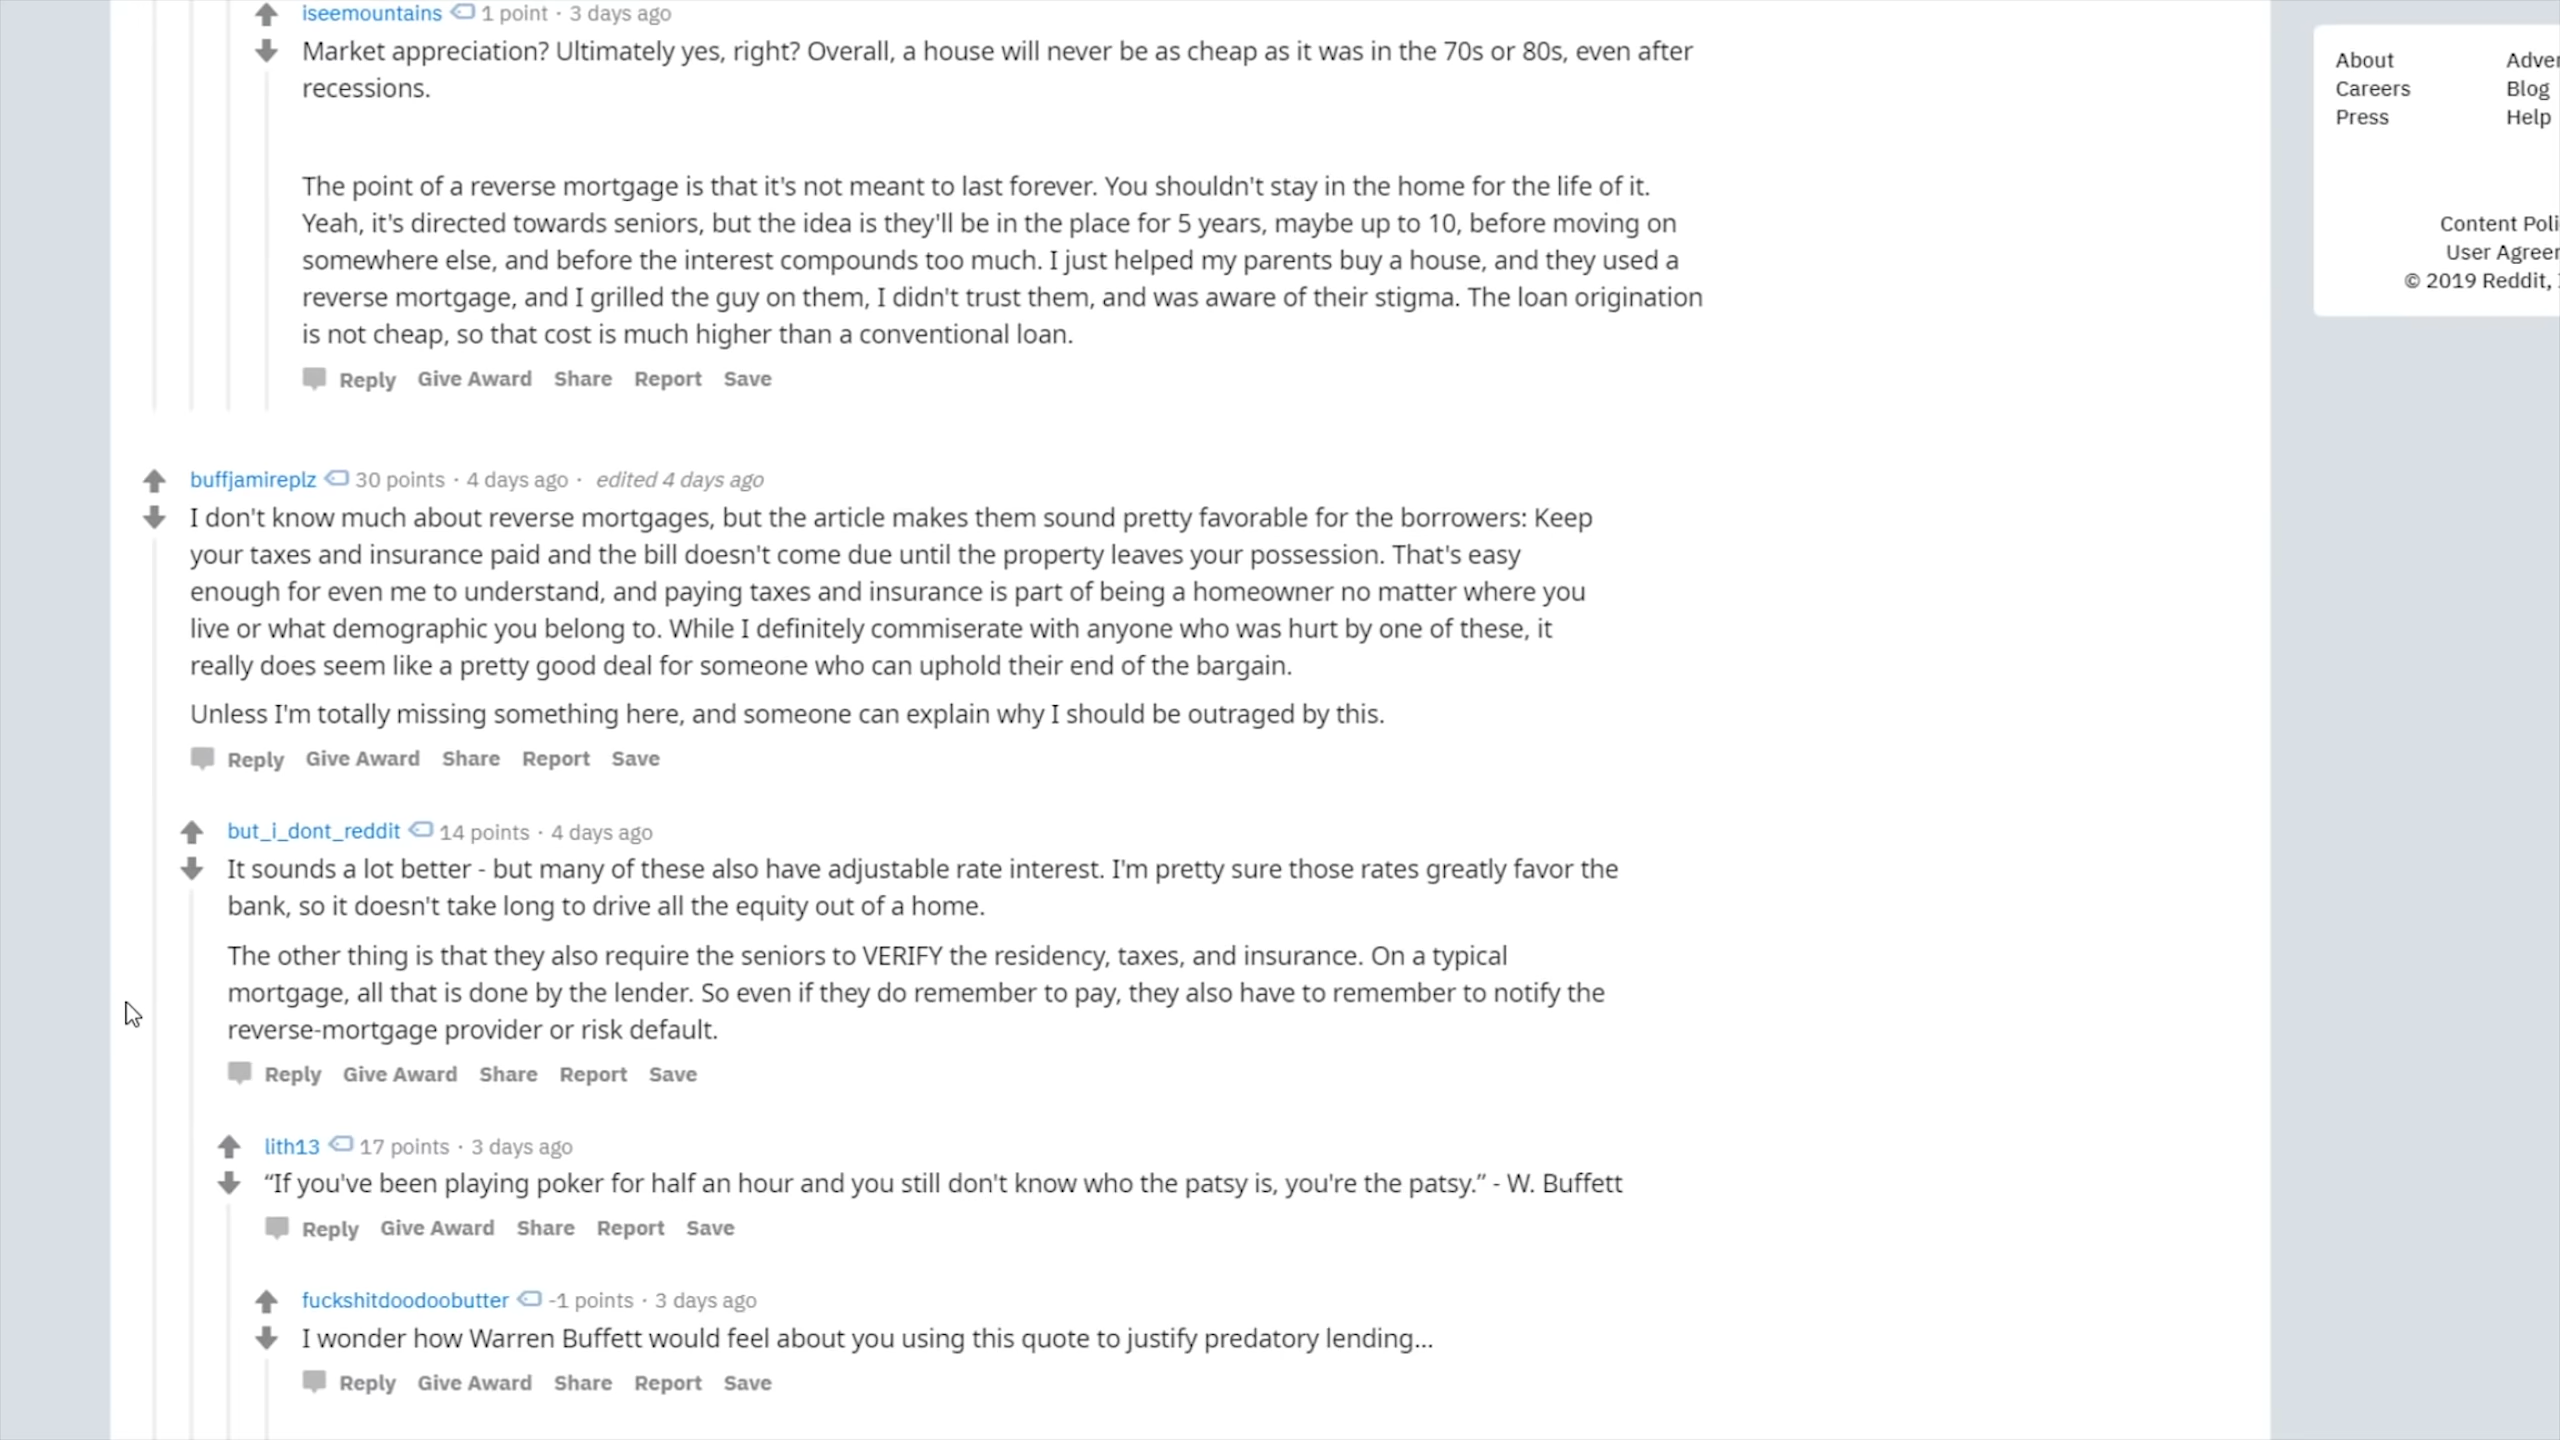 iseemountains 1 point · 3 days ago
Market appreciation? Ultimately yes, right? Overall, a house will never be as cheap as it was in the 70s or 80s, even after
recessions.
The point of a reverse mortgage is that it's not meant to last forever. You shouldn't stay in the home for the life of it.
Yeah, it's directed towards seniors, but the idea is they'll be in the place for 5 years, maybe up to 10, before moving on
somewhere else, and before the interest compounds too much. I just helped my parents buy a house, and they used a
reverse mortgage, and I grilled the guy on them, I didn't trust them, and was aware of their stigma. The loan origination
is not cheap, so that cost is much higher than a conventional loan.
Reply Give Award Share Report Save
buffjamireplz 30 points · 4 days ago · edited 4 days ago
I don't know much about reverse mortgages, but the article makes them sound pretty favorable for the borrowers: Keep
your taxes and insurance paid and the bill doesn't come due until the property leaves your possession. That's easy
enough for even me to understand, and paying taxes and insurance is part of being a homeowner no matter where you
live or what demographic you belong to. While I definitely commiserate with anyone who was hurt by one of these, it
really does seem like a pretty good deal for someone who can uphold their end of the bargain.
Unless I'm totally missing something here, and someone can explain why I should be outraged by this.
Reply Give Award Share Report Save
but_i_dont_reddit 14 points · 4 days ago
It sounds a lot better - but many of these also have adjustable rate interest. I'm pretty sure those rates greatly favor the
bank, so it doesn't take long to drive all the equity out of a home.
The other thing is that they also require the seniors to VERIFY the residency, taxes, and insurance. On a typical
mortgage, all that is done by the lender. So even if they do remember to pay, they also have to remember to notify the
reverse-mortgage provider or risk default.
Reply Give Award Share Report Save
lith13 17 points · 3 days ago
“If you've been playing poker for half an hour and you still don't know who the patsy is, you're the patsy.” - W. Buffett
Reply Give Award Share Report Save
fuckshitdoodoobutter -1 points · 3 days ago
I wonder how Warren Buffett would feel about you using this quote to justify predatory lending...
Reply Give Award Share Report Save
About Adver
Careers Blog
Press Help
Content Poli
User Agreer
© 2019 Reddit,